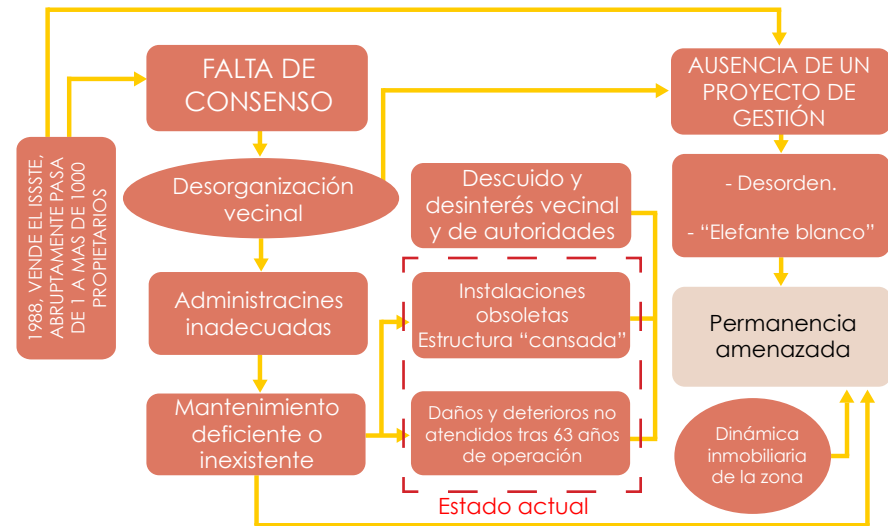 1988, VENDE EL ISSSTE,
ABRUPTAMENTE PASA
DE 1 A MAS DE 1000
PROPIETARIOS
FALTA DE
CONSENSO
Desorganización
vecinal
Administracines
inadecuadas
Mantenimiento
deficiente o
inexistente
Descuido y
desinterés vecinal
y de autoridades
Instalaciones
obsoletas
Estructura “cansada”
Daños y deterioros no
atendidos tras 63 años
de operación
Estado actual
AUSENCIA DE UN
PROYECTO DE
GESTIÓN
- Desorden.
- “Elefante blanco”
Permanencia
amenazada
Dinámica
inmobiliaria
de la zona